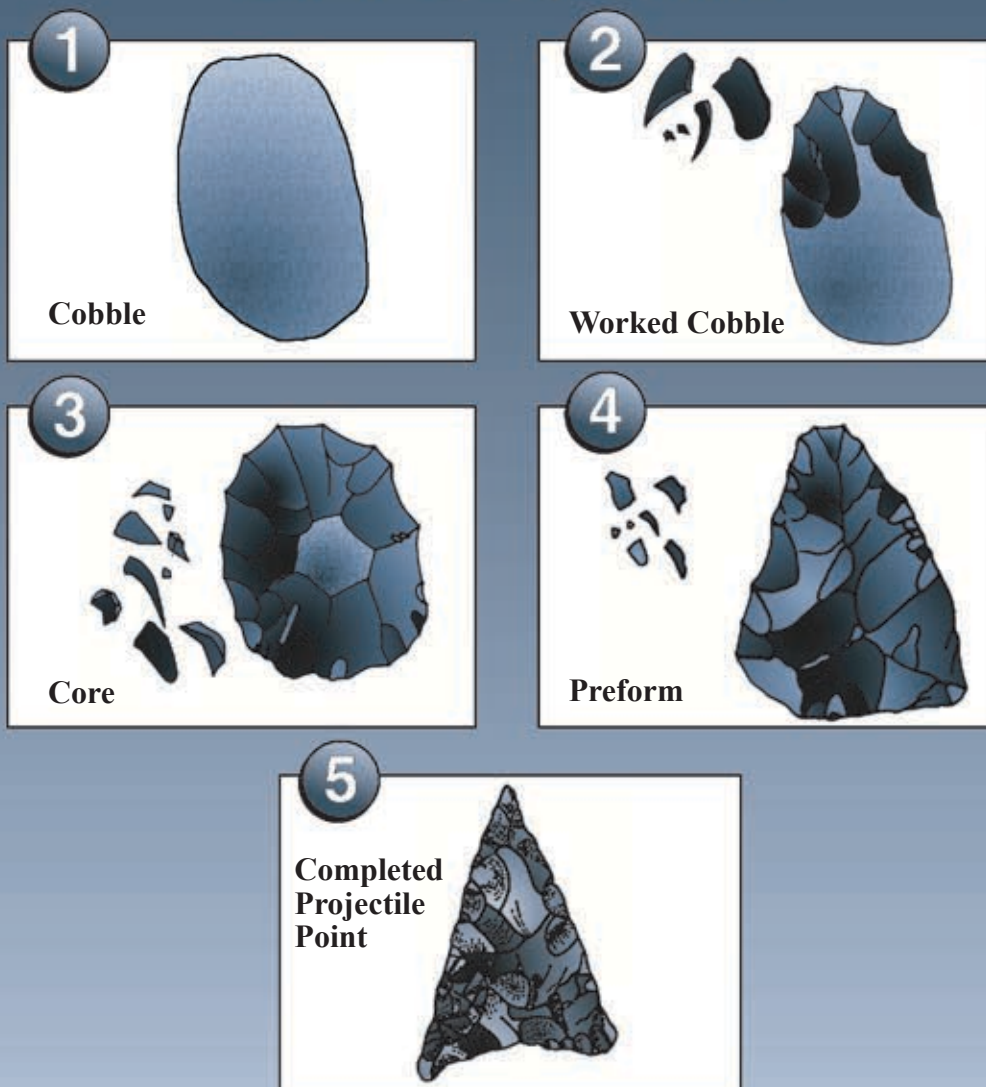 1
Cobble
2
Worked Cobble
3
Core
4
Preform
5
Completed
Projectile
Point